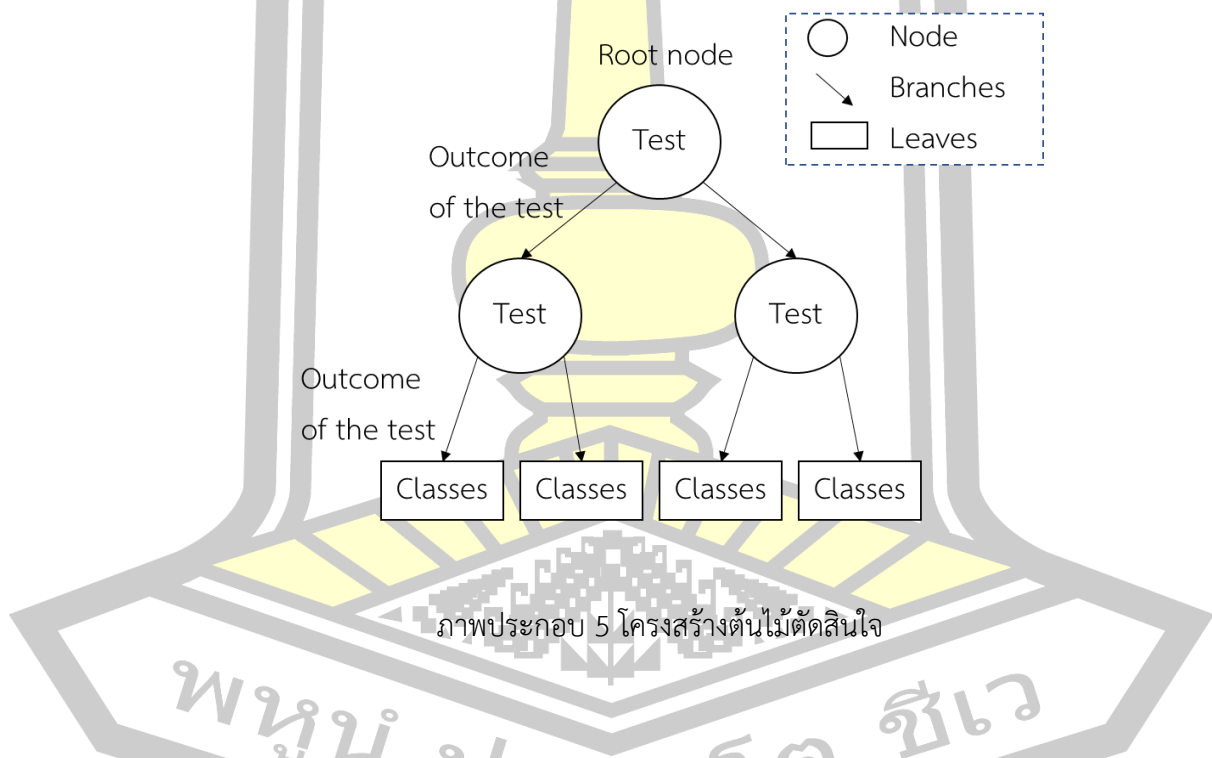 Root node
Node
Branches
Leaves
Test
Outcome
of the test
Test
Test
Outcome
of the test
Classes
Classes
Classes
Classes
ภาพประกอบ 5 โครงสร้างต้นไม้ตัดสินใจ
ชีเว